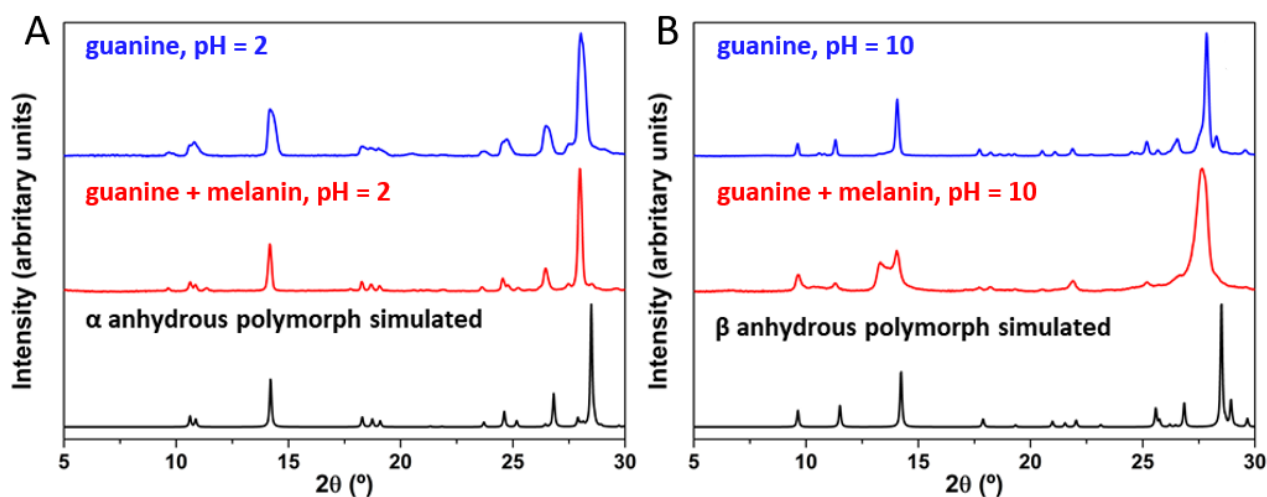 A
guanine, pH = 2
guanine + melanin, pH = 2
α anhydrous polymorph simulated
Intensity (arbritary units)
5 10 15 20 25 30
2θ (º)
B
guanine, pH = 10
guanine + melanin, pH = 10
β anhydrous polymorph simulated
Intensity (arbritary units)
5 10 15 20 25 30
2θ (º)